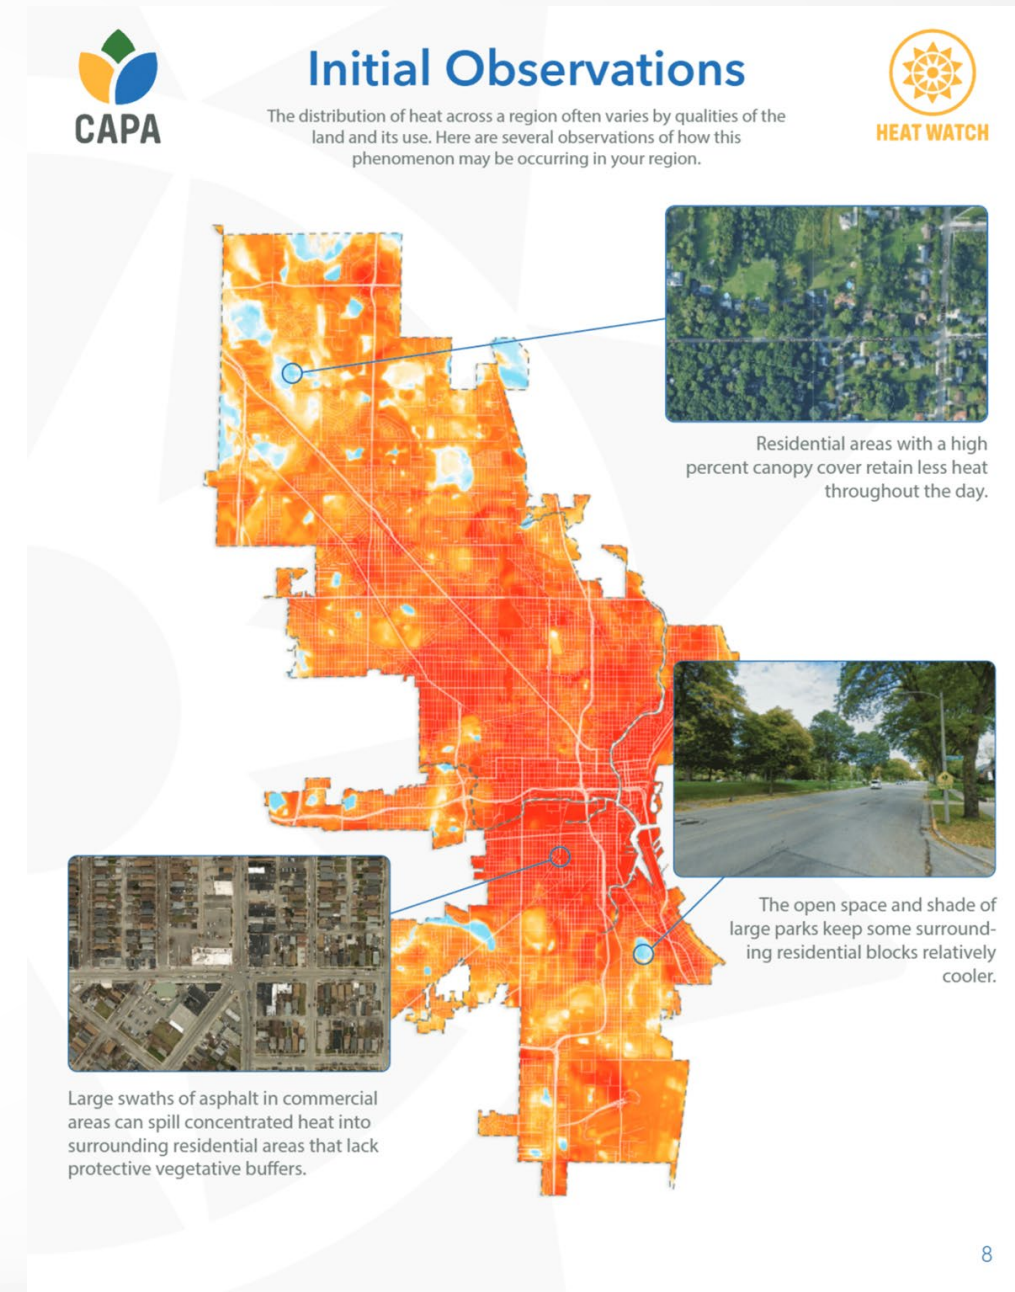 CAPA
Initial Observations
HEAT WATCH
The distribution of heat across a region often varies by qualities of the
land and its use. Here are several observations of how this
phenomenon may be occurring in your region.
Residential areas with a high
percent canopy cover retain less heat
throughout the day.
The open space and shade of
large parks keep some surround-
ing residential blocks relatively
cooler.
Large swaths of asphalt in commercial
areas can spill concentrated heat into
surrounding residential areas that lack
protective vegetative buffers.
8